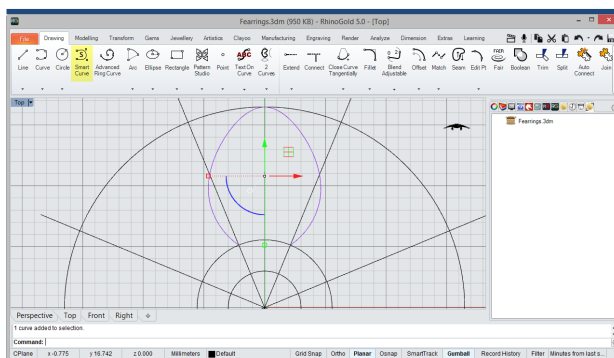 Fearrings.3dm (950 KB) - RhinoGold 5.0 - [Top]
File Drawing Modelling Transform Gems Jewellery Artistics Clayoo Manufacturing Engraving Render Analyze Dimension Extras Learning
Line Curve Circle Smart Curve Advanced Ring Curve Arc Ellipse Rectangle Pattern Studio Point Text On Curve 2 Curves Extend Connect Close Curve Tangentially Fillet Blend Adjustable Offset Match Seam Edit Pt Fair Boolean Trim Split Auto Connect Join
Top
Fearrings.3dm
Perspective Top Front Right
1 curve added to selection.
Command:
CPlane x -0.775 y 16.742 z 0.000 Millimeters Default Grid Snap Ortho Planar Osnap SmartTrack Gumball Record History Filter Minutes from last s...